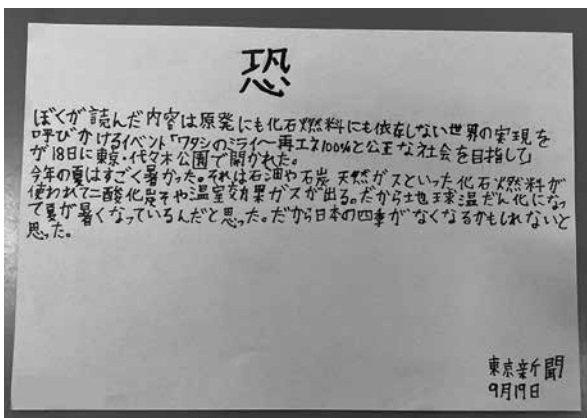 恐
ぼくが読んだ内容は原発にも化石燃料にも依存しない世界の実現を
呼びかけるイベント「ワタシのミライ〜再エネ100%と公正な社会を目指して」
が18日に東京・代々木公園で開かれた。
今年の夏はすごく暑かった。それは石油や石炭 天然ガスといった化石燃料が
使われて二酸化炭そや温室効果ガスが出る。だから地球温だん化になっ
て夏が暑くなっているんだと思った。だから日本の四季がなくなるかもしれないと
思った。
東京新聞
9月19日